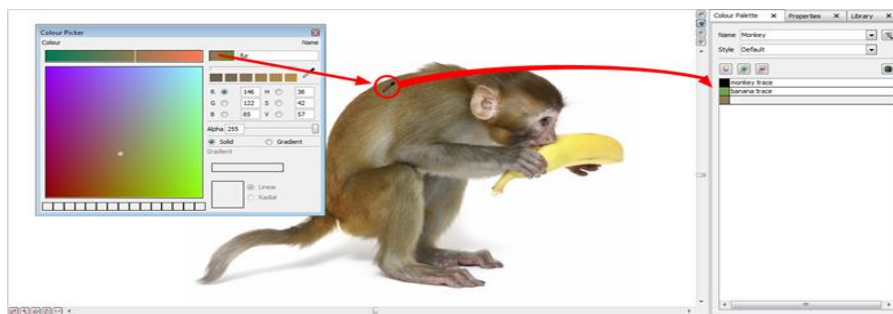 Colour Picker
Colour
Name
fur
R 146 H 36
G 122 S 42
B 85 V 57
Alpha 255
Solid Gradient
Gradient
Linear
Radial
Colour Palette Properties Library
Name Monkey
Style Default
monkey trace
banana trace